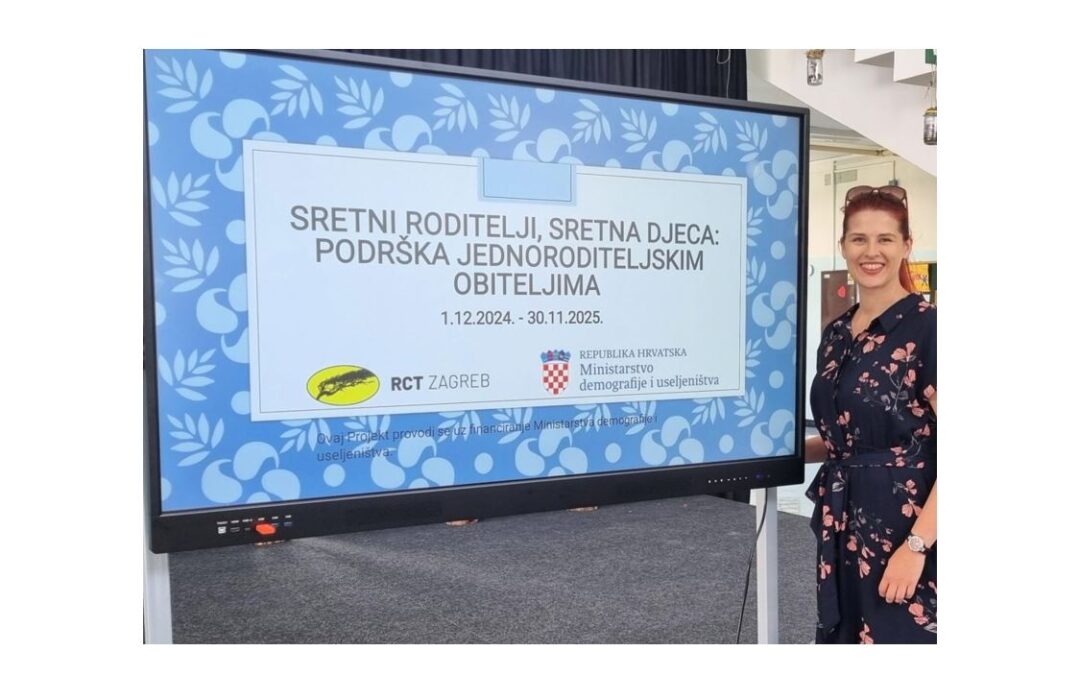 SRETNI RODITELJI, SRETNA DJECA:
PODRŠKA JEDNORODITELJSKIM
OBITELJIMA
1.12.2024. - 30.11.2025.
RCT ZAGREB
REPUBLIKA HRVATSKA
Ministarstvo
demografije i useljeništva
Ovaj Projekt provodi se uz financiranje Ministarstva demografije i
useljeništva.